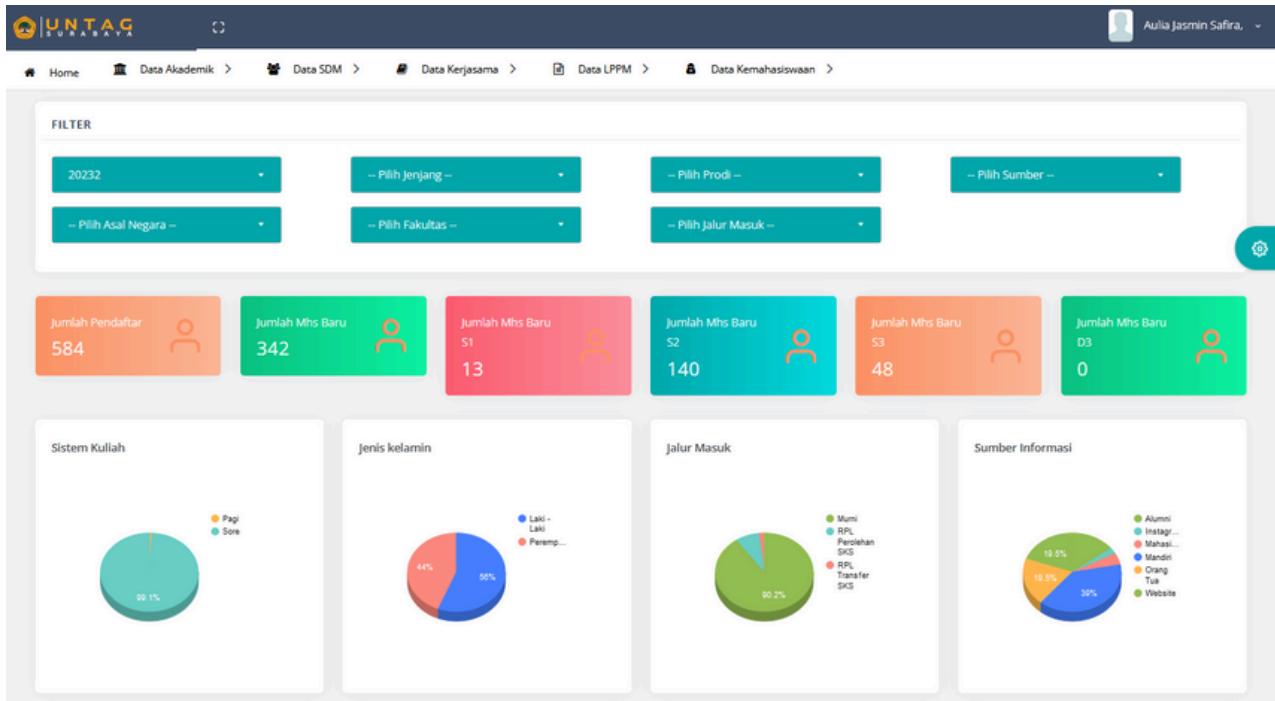 UNTAG
SURABAYA
Aulia Jasmin Safira,
Home
Data Akademik
Data SDM
Data Kerjasama
Data LPPM
Data Kemahasiswaan
FILTER
20232
-- Pilih Jenjang --
-- Pilih Prodi --
-- Pilih Sumber --
-- Pilih Asal Negara --
-- Pilih Fakultas --
-- Pilih Jalur Masuk --
Jumlah Pendaftar
584
Jumlah Mhs Baru
342
Jumlah Mhs Baru
S1
13
Jumlah Mhs Baru
S2
140
Jumlah Mhs Baru
S3
48
Jumlah Mhs Baru
D3
0
Sistem Kuliah
Pagi
Sore
99.1%
Jenis kelamin
Laki -
Laki
Peremp...
44%
56%
Jalur Masuk
Murni
RPL
Perolehan
SKS
RPL
Transfer
SKS
90.2%
Sumber Informasi
Alumni
Instagr...
Mahasi...
Mandiri
Orang
Tua
Website
19.5%
19.5%
39%